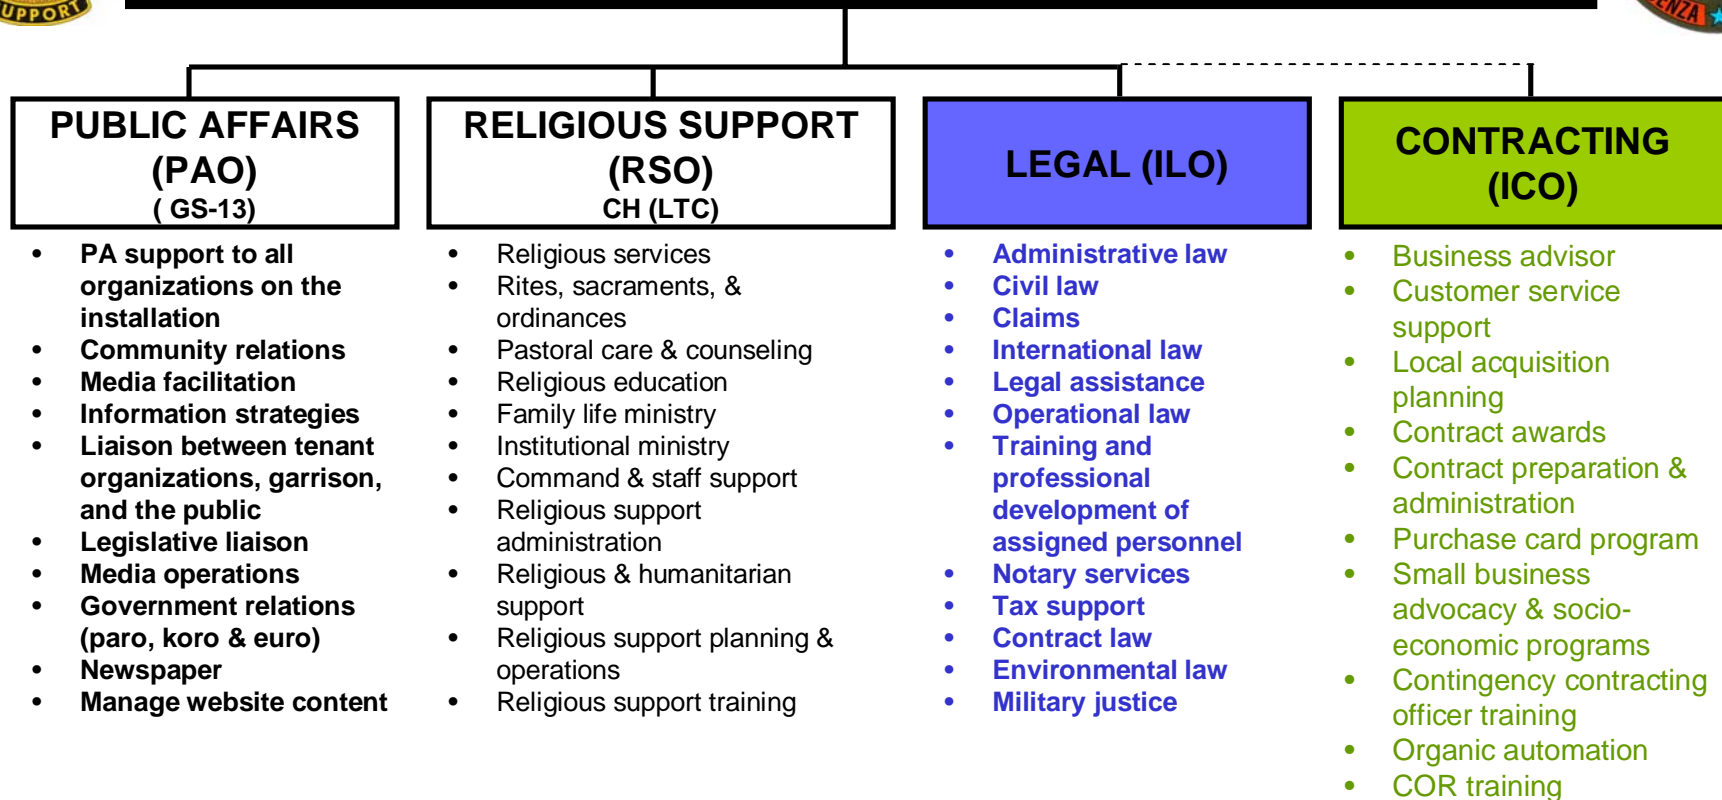 SUPPORT
ENZA
PUBLIC AFFAIRS
(PAO)
( GS-13)
• PA support to all
organizations on the
installation
• Community relations
• Media facilitation
• Information strategies
• Liaison between tenant
organizations, garrison,
and the public
• Legislative liaison
• Media operations
• Government relations
(paro, koro & euro)
• Newspaper
• Manage website content
RELIGIOUS SUPPORT
(RSO)
CH (LTC)
• Religious services
• Rites, sacraments, &
ordinances
• Pastoral care & counseling
• Religious education
• Family life ministry
• Institutional ministry
• Command & staff support
• Religious support
administration
• Religious & humanitarian
support
• Religious support planning &
operations
• Religious support training
LEGAL (ILO)
• Administrative law
• Civil law
• Claims
• International law
• Legal assistance
• Operational law
• Training and
professional
development of
assigned personnel
• Notary services
• Tax support
• Contract law
• Environmental law
• Military justice
CONTRACTING
(ICO)
• Business advisor
• Customer service
support
• Local acquisition
planning
• Contract awards
• Contract preparation &
administration
• Purchase card program
• Small business
advocacy & socio-
economic programs
• Contingency contracting
officer training
• Organic automation
• COR training